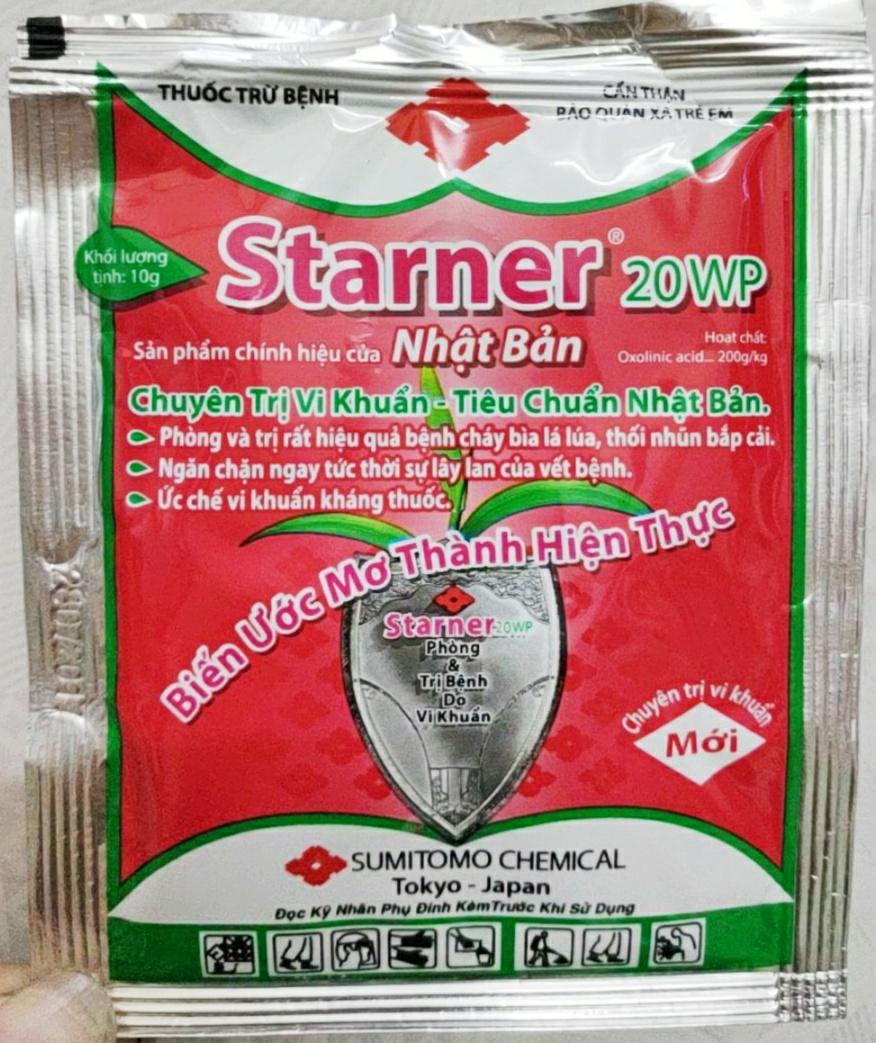 THUỐC TRỪ BỆNH
CẨN THẬN
BẢO QUẢN XA TRẺ EM
Khối lượng
tịnh: 10g
Starner® 20WP
Sản phẩm chính hiệu của Nhật Bản
Hoạt chất:
Oxolinic acid... 200g/kg
Chuyên Trị Vi Khuẩn - Tiêu Chuẩn Nhật Bản.
Phòng và trị rất hiệu quả bệnh cháy bìa lá lúa, thối nhũn bắp cải.
Ngăn chặn ngay tức thời sự lây lan của vết bệnh.
Ức chế vi khuẩn kháng thuốc.
Biến Ước Mơ Thành Hiện Thực
Starner 20WP
Phòng
&
Trị Bệnh
Do
Vi Khuẩn
Chuyên trị vi khuẩn
Mới
SUMITOMO CHEMICAL
Tokyo - Japan
Đọc Kỹ Nhãn Phụ Đính Kèm Trước Khi Sử Dụng